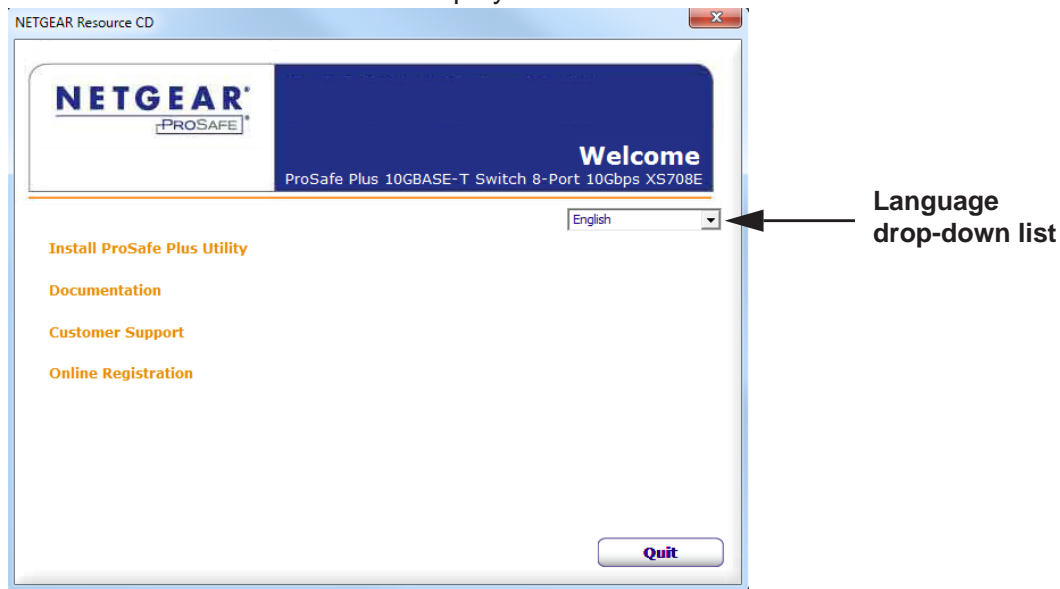 NETGEAR Resource CD
NETGEAR®
PROSAFE
Welcome
ProSafe Plus 10GBASE-T Switch 8-Port 10Gbps XS708E
English
Language
drop-down list
Install ProSafe Plus Utility
Documentation
Customer Support
Online Registration
Quit